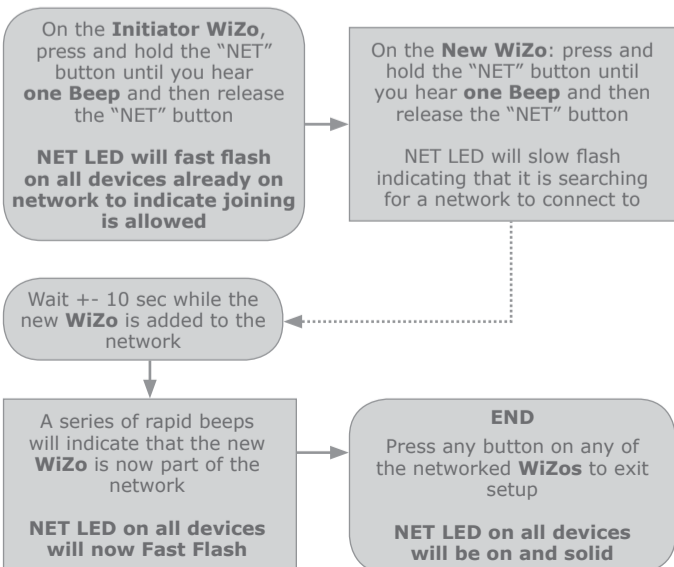 On the Initiator WiZo,
press and hold the “NET”
button until you hear
one Beep and then release
the “NET” button
NET LED will fast flash
on all devices already on
network to indicate joining
is allowed
On the New WiZo: press and
hold the “NET” button until
you hear one Beep and then
release the “NET” button
NET LED will slow flash
indicating that it is searching
for a network to connect to
Wait +- 10 sec while the
new WiZo is added to the
network
A series of rapid beeps
will indicate that the new
WiZo is now part of the
network
NET LED on all devices
will now Fast Flash
END
Press any button on any of
the networked WiZos to exit
setup
NET LED on all devices
will be on and solid